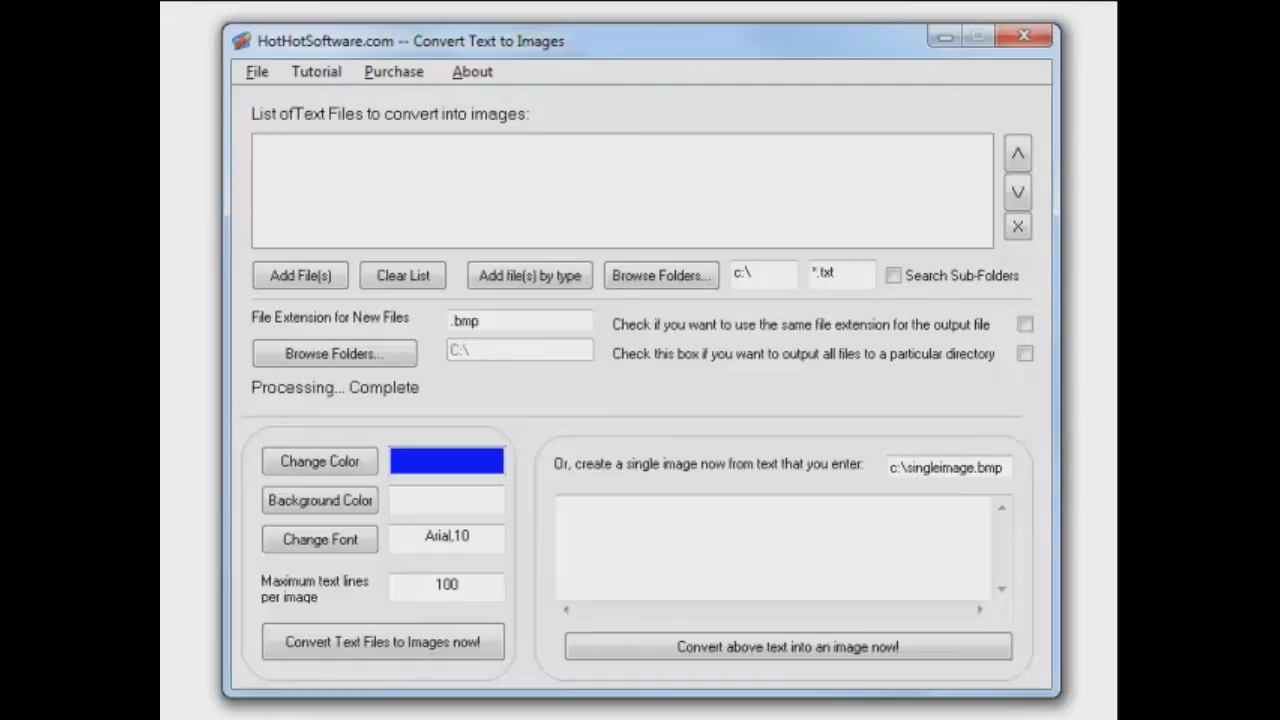 HotHotSoftware.com -- Convert Text to Images
File Tutorial Purchase About
List ofText Files to convert into images:
Add File(s) Clear List Add file(s) by type Browse Folders... c:\ *.txt Search Sub-Folders
File Extension for New Files .bmp Check if you want to use the same file extension for the output file
Browse Folders... C:\ Check this box if you want to output all files to a particular directory
Processing... Complete
Change Color
Background Color
Change Font Arial,10
Maximum text lines
per image 100
Convert Text Files to Images now!
Or, create a single image now from text that you enter: c:\singleimage.bmp
Convert above text into an image now!